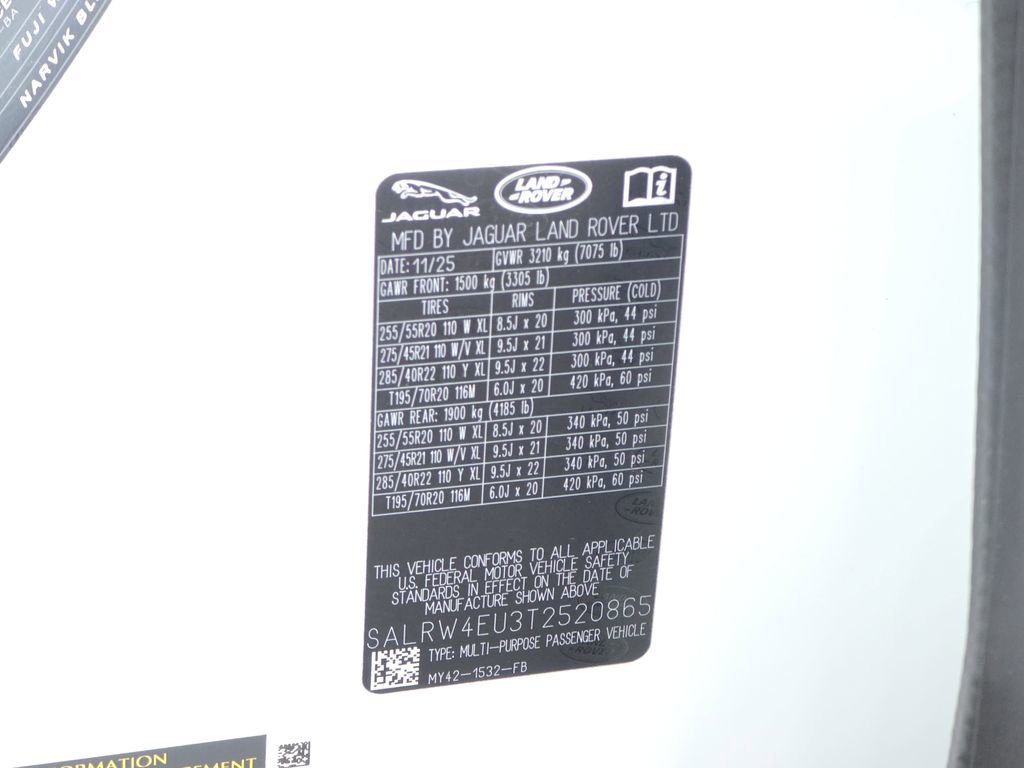 FUJI
NARVIK BL
JAGUAR
LAND ROVER
MFD BY JAGUAR LAND ROVER LTD
DATE: 11/25 GVWR 3210 kg (7075 lb)
GAWR FRONT: 1500 kg (3305 lb)
TIRES RIMS PRESSURE (COLD)
255/55R20 110 W XL 8.5J x 20 300 kPa, 44 psi
275/45R21 110 W/V XL 9.5J x 21 300 kPa, 44 psi
285/40R22 110 Y XL 9.5J x 22 300 kPa, 44 psi
T195/70R20 116M 6.0J x 20 420 kPa, 60 psi
GAWR REAR: 1900 kg (4185 lb)
255/55R20 110 W XL 8.5J x 20 340 kPa, 50 psi
275/45R21 110 W/V XL 9.5J x 21 340 kPa, 50 psi
285/40R22 110 Y XL 9.5J x 22 340 kPa, 50 psi
T195/70R20 116M 6.0J x 20 420 kPa, 60 psi
THIS VEHICLE CONFORMS TO ALL APPLICABLE
U.S. FEDERAL MOTOR VEHICLE SAFETY
STANDARDS IN EFFECT ON THE DATE OF
MANUFACTURE SHOWN ABOVE
SALRW4EU3T2520865
TYPE: MULTI-PURPOSE PASSENGER VEHICLE
MY42-1532-FB
ORMATION
EMENT